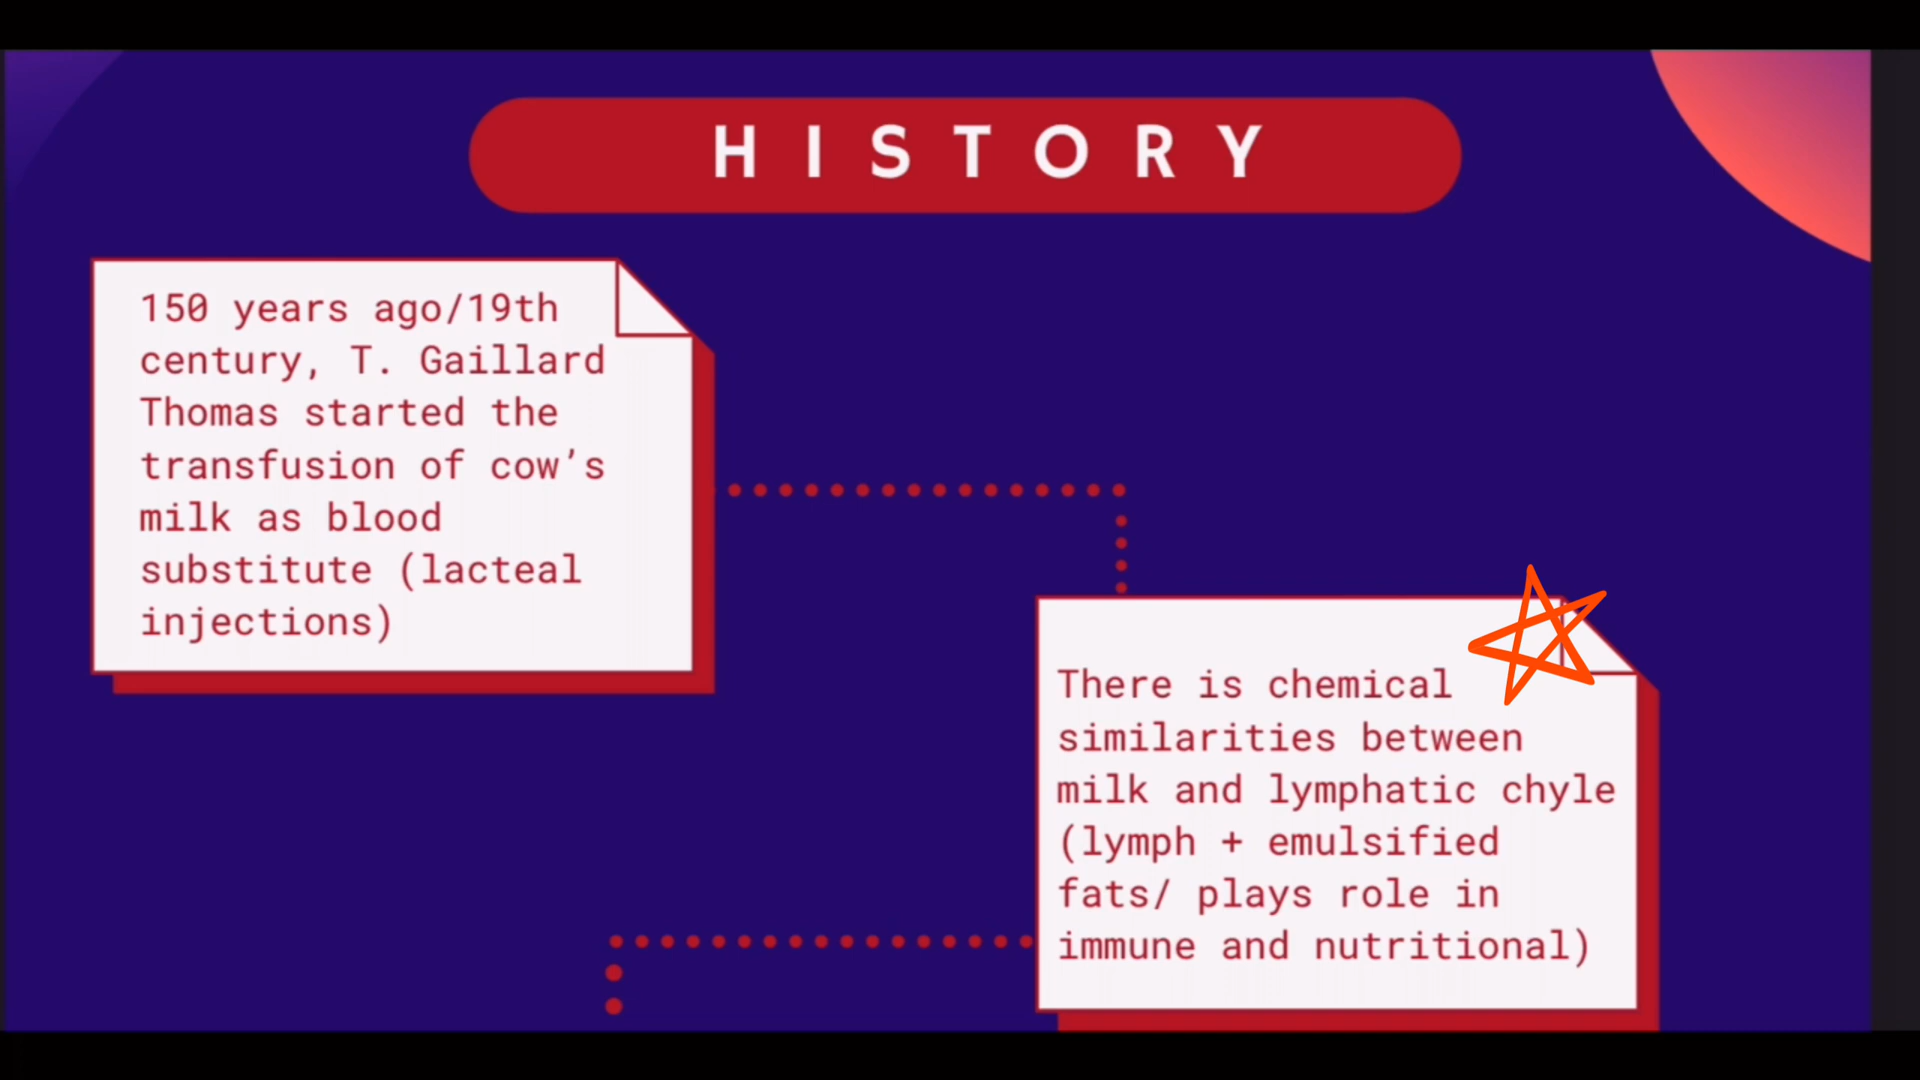 HISTORY
150 years ago/19th
century, T. Gaillard
Thomas started the
transfusion of cow’s
milk as blood
substitute (lacteal
injections)
There is chemical
similarities between
milk and lymphatic chyle
(lymph + emulsified
fats/ plays role in
immune and nutritional)